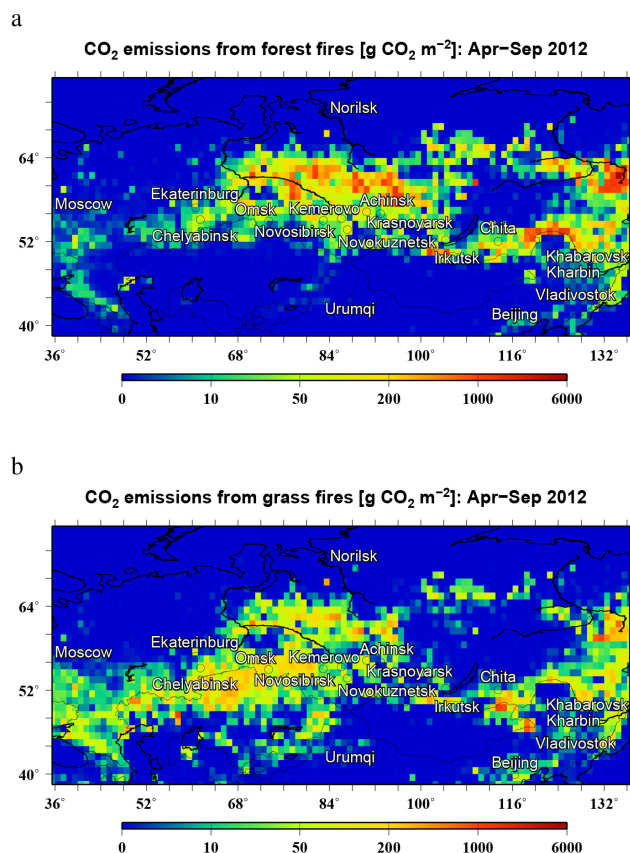 a
CO₂ emissions from forest fires [g CO₂ m⁻²]: Apr−Sep 2012
Norilsk
64°
Ekaterinburg
Achinsk
Moscow
Omsk Kemerovo
Krasnoyarsk
Chita
Chelyabinsk
Novosibirsk
52°
Novokuznetsk
Irkutsk
Khabarovsk
Kharbin
Vladivostok
Urumqi
Beijing
40°
36° 52° 68° 84° 100° 116° 132°
0 10 50 200 1000 6000
b
CO₂ emissions from grass fires [g CO₂ m⁻²]: Apr−Sep 2012
Norilsk
64°
Ekaterinburg
Achinsk
Moscow
Omsk Kemerovo
Krasnoyarsk
Chita
Chelyabinsk
Novosibirsk
52°
Novokuznetsk
Irkutsk
Khabarovsk
Kharbin
Vladivostok
Urumqi
Beijing
40°
36° 52° 68° 84° 100° 116° 132°
0 10 50 200 1000 6000